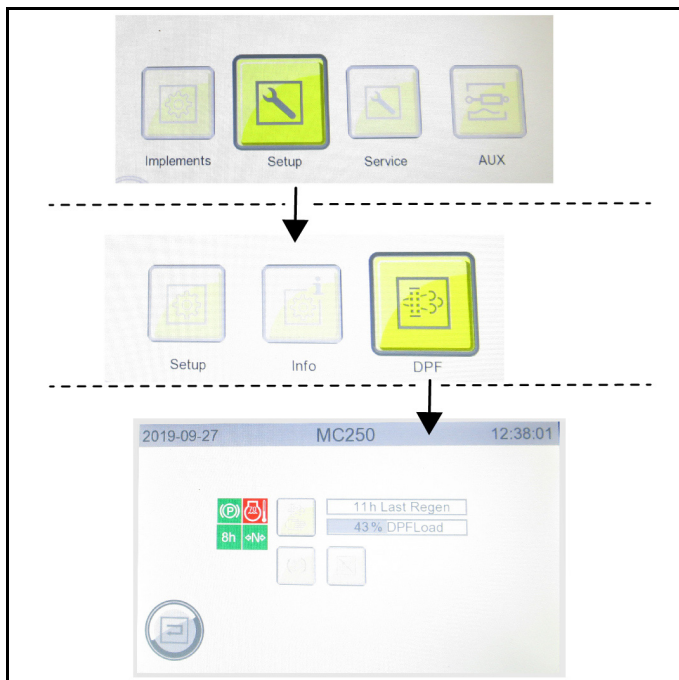 Implements Setup Service AUX
Setup Info DPF
2019-09-27 MC250 12:38:01
(P)
11h Last Regen
8h N
43% DPFLoad